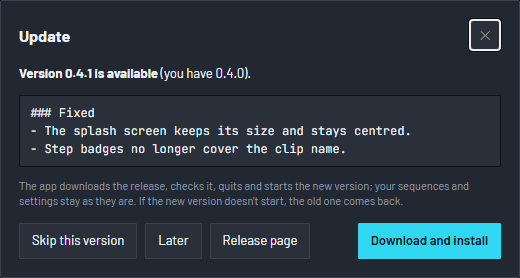 Update
Version 0.4.1 is available (you have 0.4.0).
### Fixed
- The splash screen keeps its size and stays centred.
- Step badges no longer cover the clip name.
The app downloads the release, checks it, quits and starts the new version; your sequences and
settings stay as they are. If the new version doesn't start, the old one comes back.
Skip this version
Later
Release page
Download and install